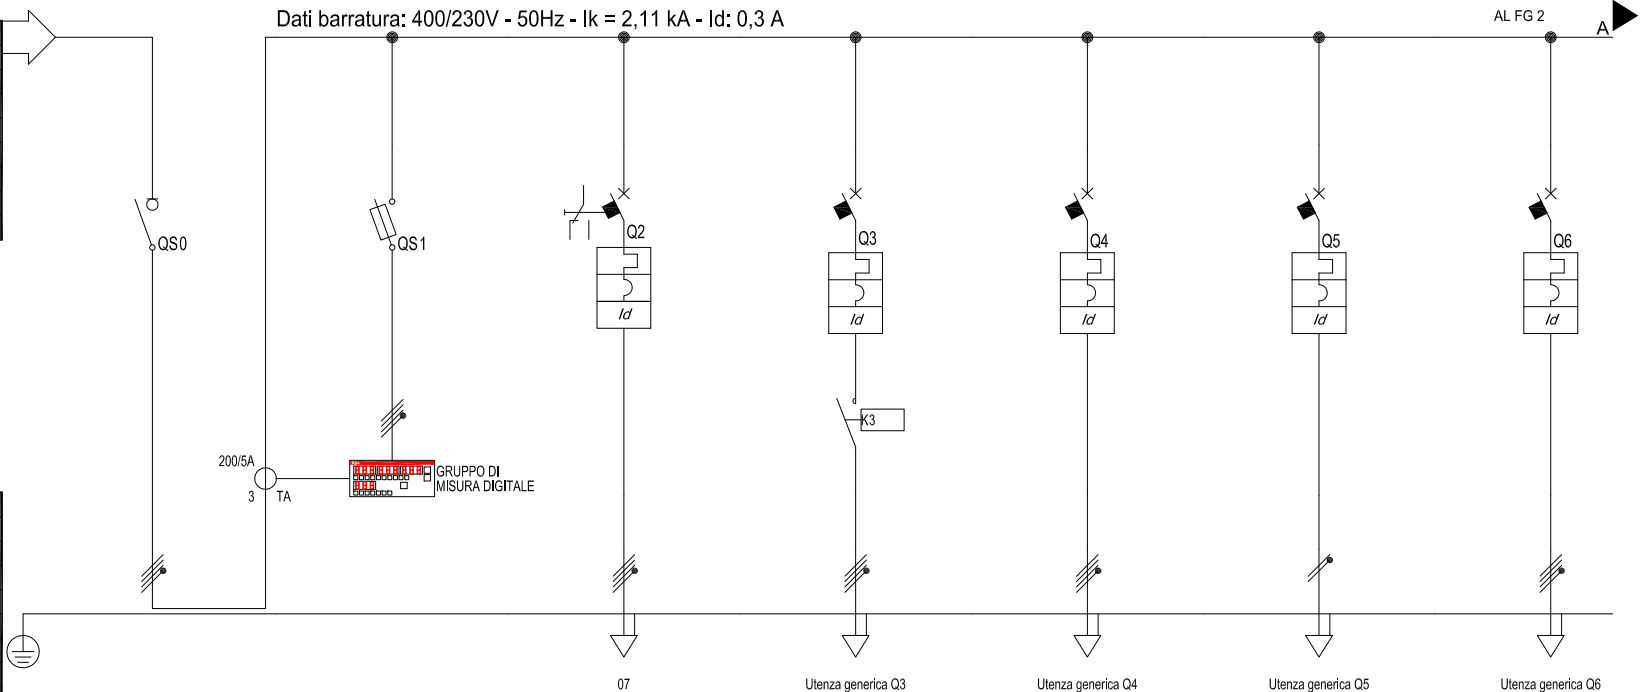 Dati barratura: 400/230V - 50Hz - Ik = 2,11 kA - Id: 0,3 A
AL FG 2
A
QS0
QS1
Q2
Q3
Q4
Q5
Q6
Id
Id
Id
Id
Id
K3
200/5A
3
TA
GRUPPO DI
MISURA DIGITALE
07
Utenza generica Q3
Utenza generica Q4
Utenza generica Q5
Utenza generica Q6